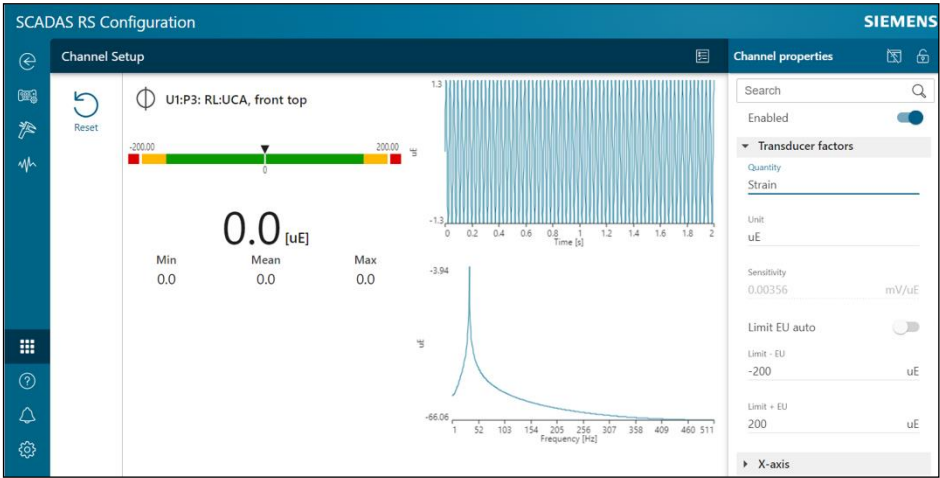 SCADAS RS Configuration
SIEMENS
Channel Setup
Channel properties
Reset
U1:P3: RL:UCA, front top
-200.00
200.00
0
0.0 [uE]
Min Mean Max
0.0 0.0 0.0
1.3
uE
-1.3
0 0.2 0.4 0.6 0.8 1 1.2 1.4 1.6 1.8 2
Time [s]
-3.94
uE
-66.06
1 52 103 154 205 256 307 358 409 460 511
Frequency [Hz]
Search
Enabled
Transducer factors
Quantity
Strain
Unit
uE
Sensitivity
0.00356 mV/uE
Limit EU auto
Limit - EU
-200 uE
Limit + EU
200 uE
X-axis